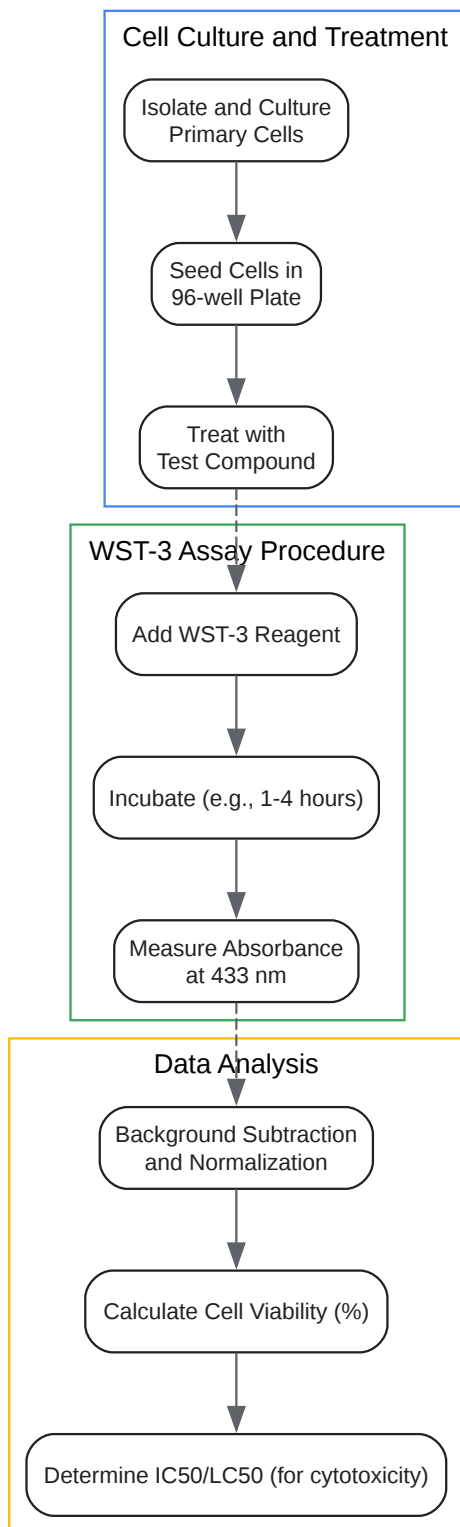 Cell Culture and Treatment
Isolate and Culture
Primary Cells
Seed Cells in
96-well Plate
Treat with
Test Compound
WST-3 Assay Procedure
Add WST-3 Reagent
Incubate (e.g., 1-4 hours)
Measure Absorbance
at 433 nm
Data Analysis
Background Subtraction
and Normalization
Calculate Cell Viability (%)
Determine IC50/LC50 (for cytotoxicity)